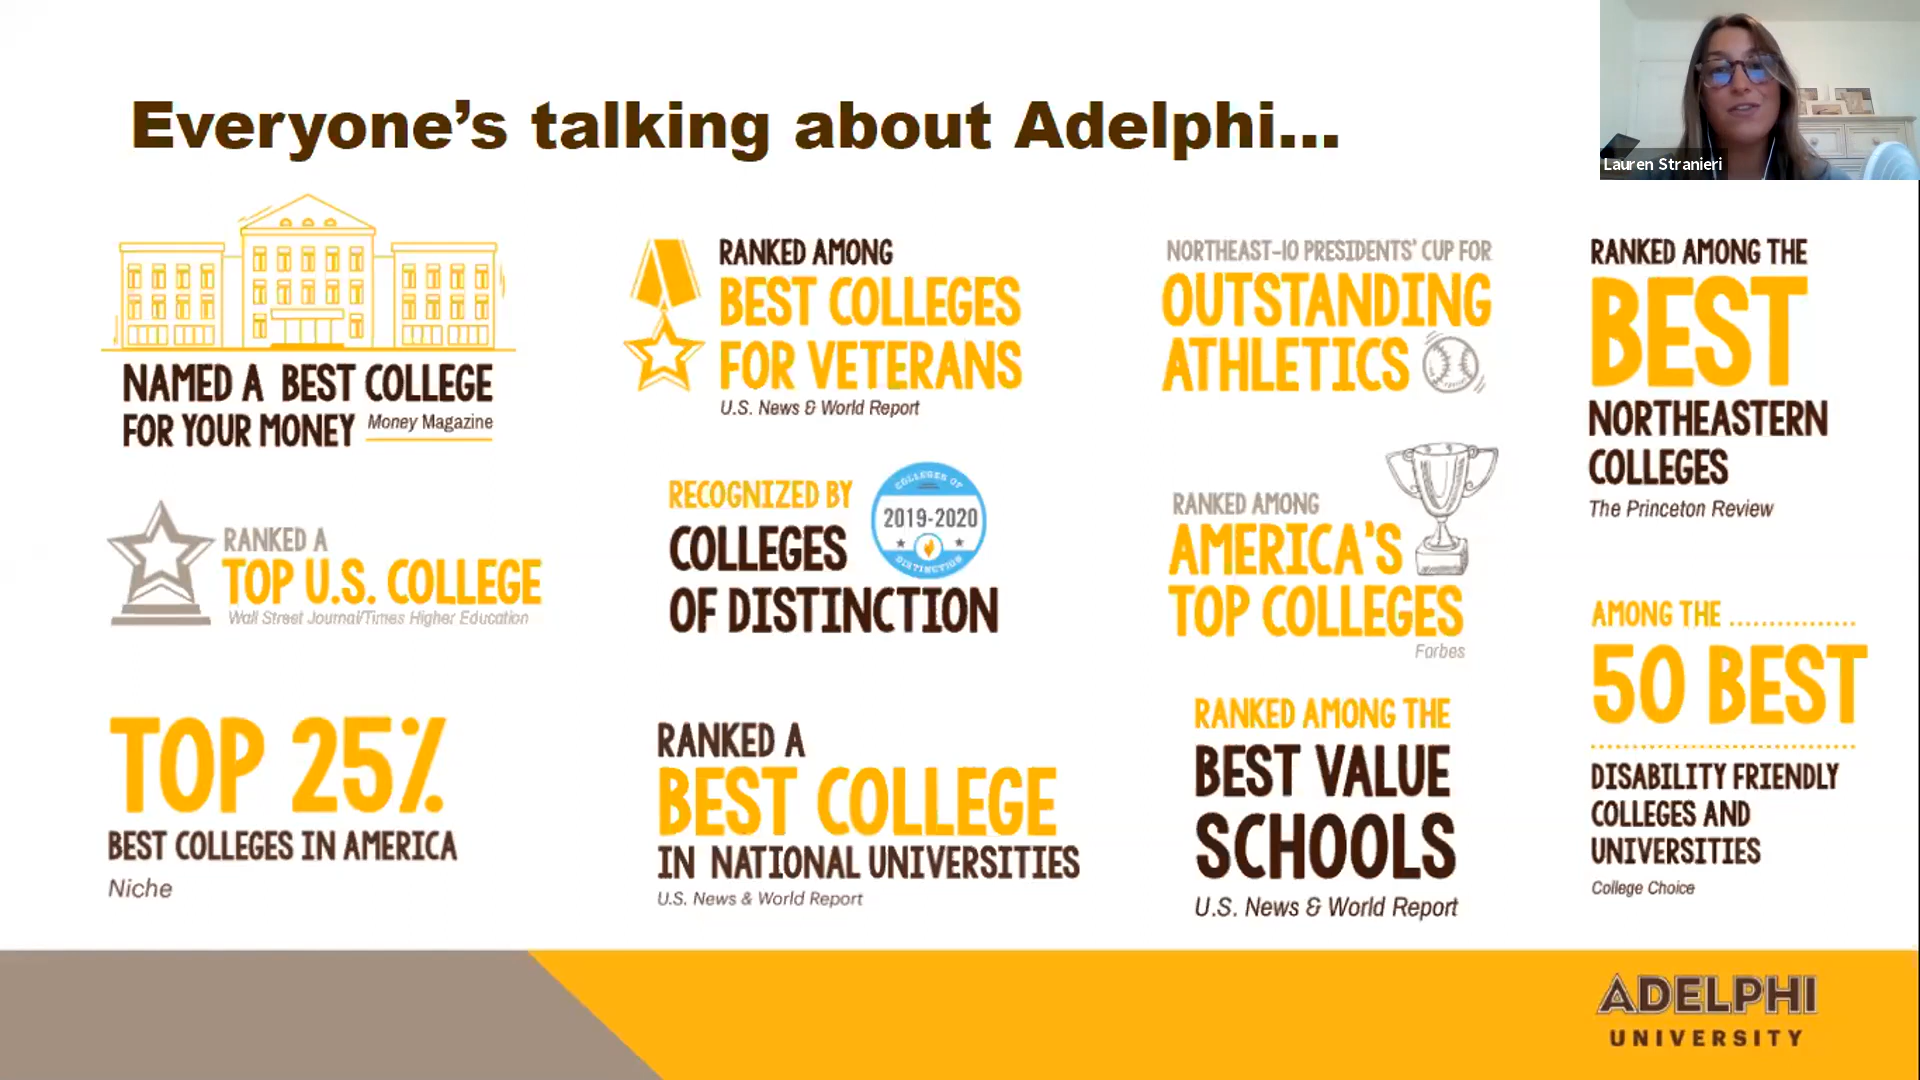 Everyone's talking about Adelphi...
Lauren Stranieri
NAMED A BEST COLLEGE
FOR YOUR MONEY Money Magazine
RANKED A
TOP U.S. COLLEGE
Wall Street Journal/Times Higher Education
TOP 25%
BEST COLLEGES IN AMERICA
Niche
RANKED AMONG
BEST COLLEGES
FOR VETERANS
U.S. News & World Report
RECOGNIZED BY
COLLEGES
OF DISTINCTION
COLLEGES OF
2019-2020
DISTINCTION
RANKED A
BEST COLLEGE
IN NATIONAL UNIVERSITIES
U.S. News & World Report
NORTHEAST-10 PRESIDENTS' CUP FOR
OUTSTANDING
ATHLETICS
RANKED AMONG
AMERICA'S
TOP COLLEGES
Forbes
RANKED AMONG THE
BEST VALUE
SCHOOLS
U.S. News & World Report
RANKED AMONG THE
BEST
NORTHEASTERN
COLLEGES
The Princeton Review
AMONG THE ................
50 BEST
DISABILITY FRIENDLY
COLLEGES AND
UNIVERSITIES
College Choice
ADELPHI
UNIVERSITY